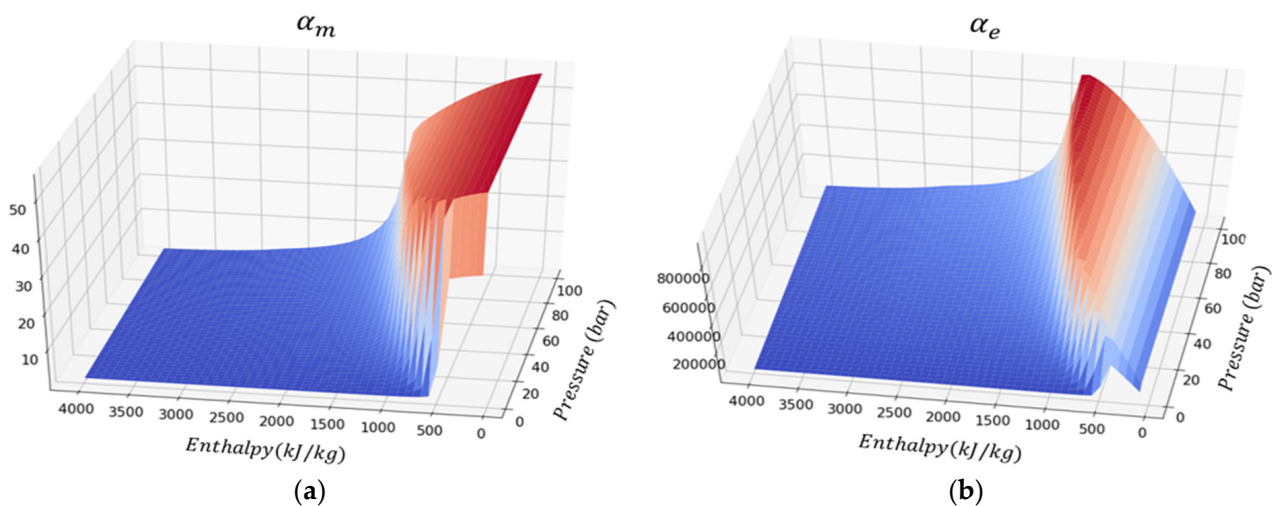 α_m
50
40
30
20
10
4000 3500 3000 2500 2000 1500 1000 500 0
Enthalpy(kJ/kg)
0 20 40 60 80 100
Pressure (bar)
(a)
α_e
800000
600000
400000
200000
4000 3500 3000 2500 2000 1500 1000 500 0
Enthalpy(kJ/kg)
0 20 40 60 80 100
Pressure (bar)
(b)